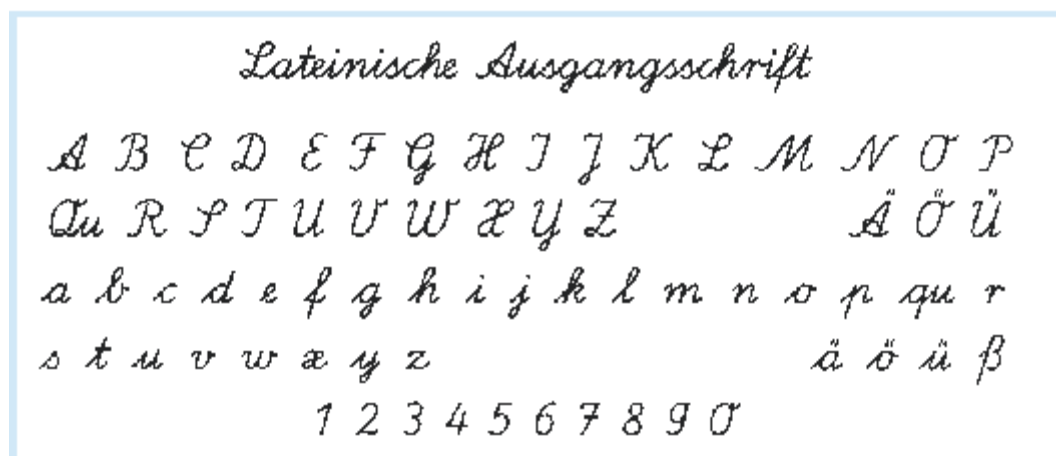 Lateinische Ausgangsschrift
A B C D E F G H I J K L M N O P
Qu R S T U V W X Y Z Ä Ö Ü
a b c d e f g h i j k l m n o p qu r
s t u v w x y z ä ö ü ß
1 2 3 4 5 6 7 8 9 0